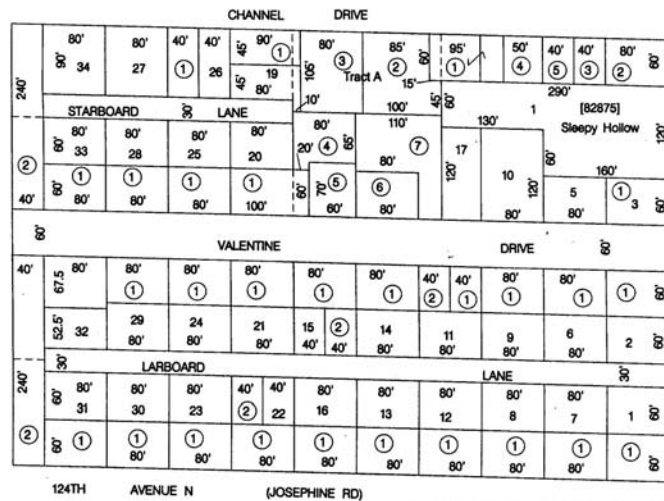 CHANNEL DRIVE
80' 80' 40' 40' 90' 80' 85' 95' 50' 40' 40' 80'
90' 45' ① ③ ② 60' ① ④ ⑤ ③ ② 60'
34 27 ① 26 45' 19 105' Tract A
240' 80' 15' 290'
10' 100' 45' 60' 1 [82875]
STARBOARD 30' LANE 110' 130' Sleepy Hollow 120'
60' 80' 80' 80' 80' 80'
33 28 25 20 20' ④ 65' ⑦ 17 60'
② 60' ① ① ① ① 80' 120' 10 120' 160'
40' 80' 80' 80' 100' 60' 70' ⑤ ⑥ 5 ① 3 60'
60' 80' 80' 80' 80'
60' VALENTINE DRIVE 60'
40' 67.5 80' 80' 80' 80' 80' 80' 40' 40' 80' 80'
① ① ① ① ① ② ① ① ① ① 60'
52.5' 32 29 24 21 15 ② 14 11 9 6 2 60'
80' 80' 80' 40' 40' 80' 80' 80' 80'
30' LARBOARD LANE 30'
240' 60' 80' 80' 80' 40' 40' 80' 80' 80' 80' 80'
31 30 23 ② 22 16 13 12 8 7 1 60'
② 60' ① ① ① ① ① ① ① ① ① ① 60'
80' 80' 80' 80' 80' 80' 80' 80'
124TH AVENUE N (JOSEPHINE RD)